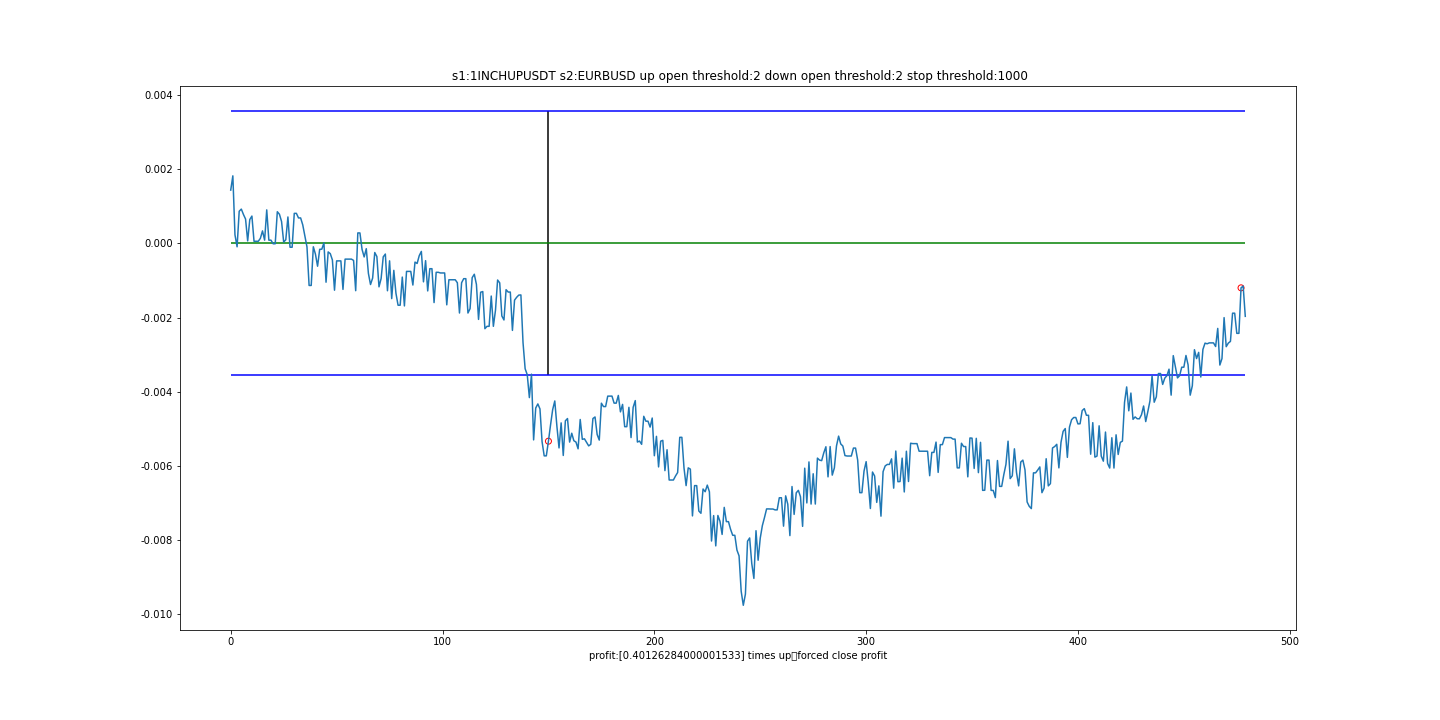 s1:1INCHUPUSDT s2:EURBUSD up open threshold:2 down open threshold:2 stop threshold:1000
0.004
0.002
0.000
-0.002
-0.004
-0.006
-0.008
-0.010
0 100 200 300 400 500
profit:[0.40126284000001533] times up▯forced close profit